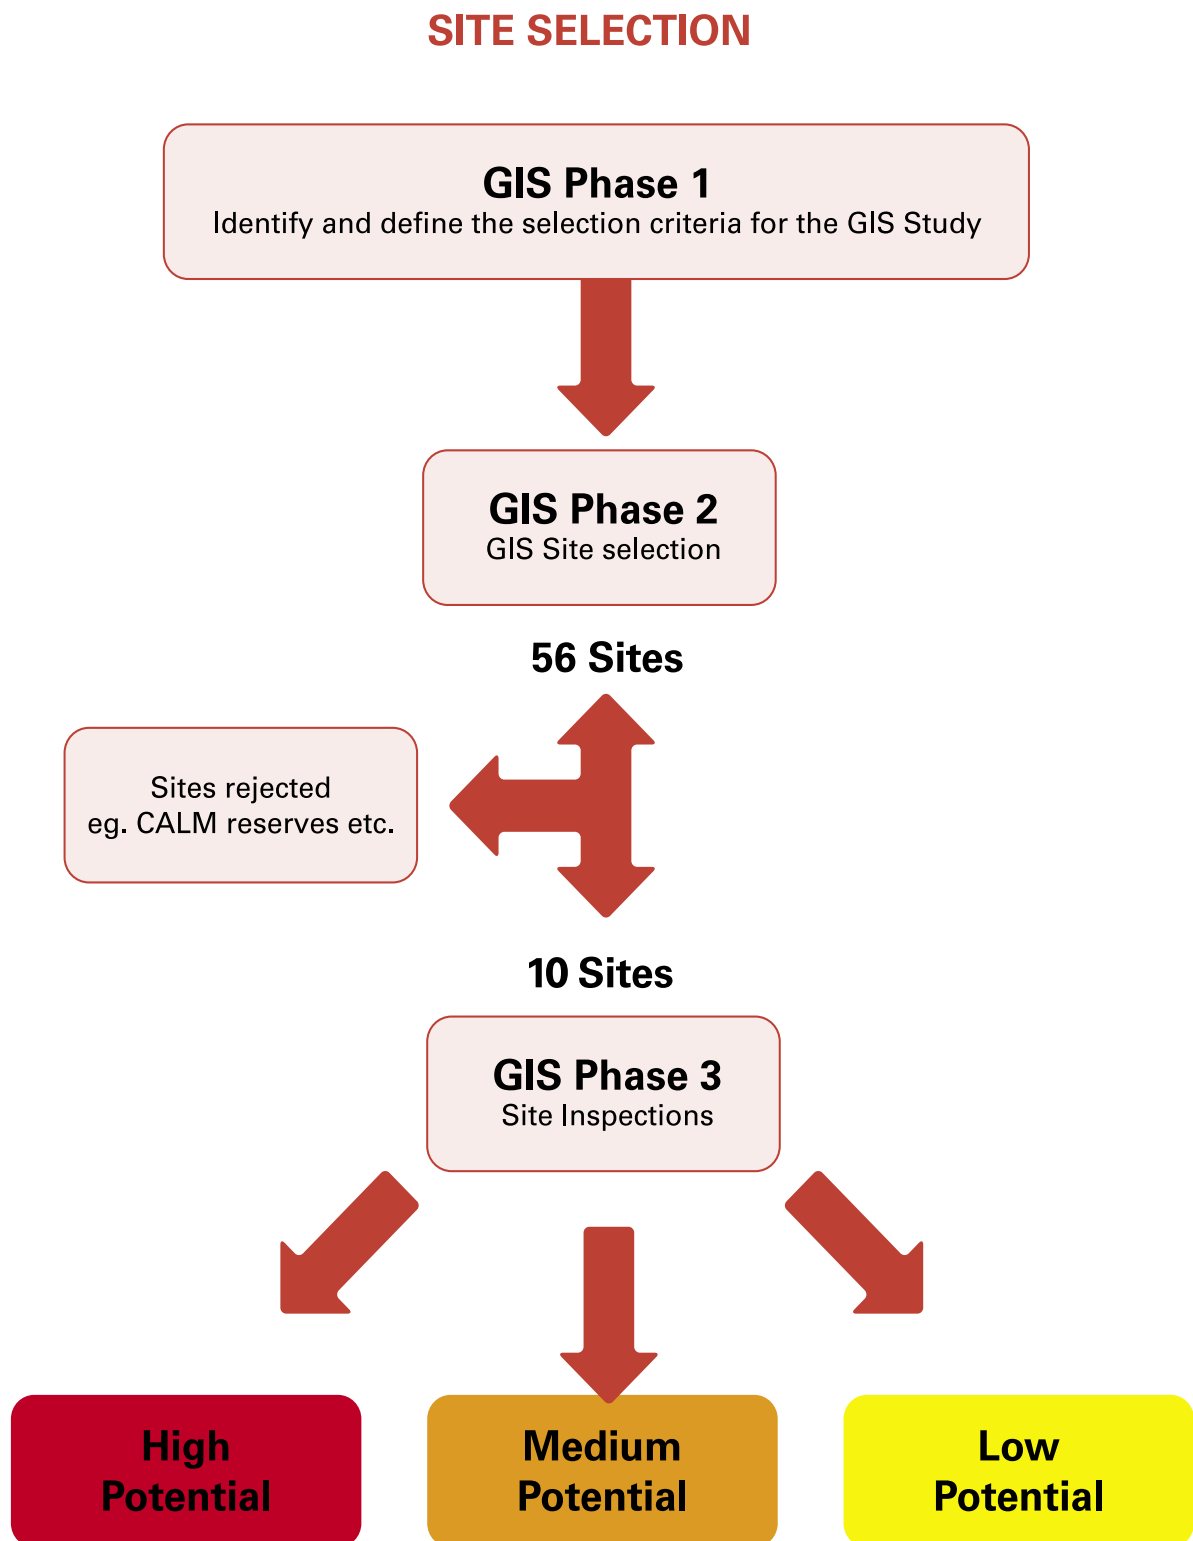 SITE SELECTION
GIS Phase 1
Identify and define the selection criteria for the GIS Study
GIS Phase 2
GIS Site selection
56 Sites
Sites rejected
eg. CALM reserves etc.
10 Sites
GIS Phase 3
Site Inspections
High
Potential
Medium
Potential
Low
Potential